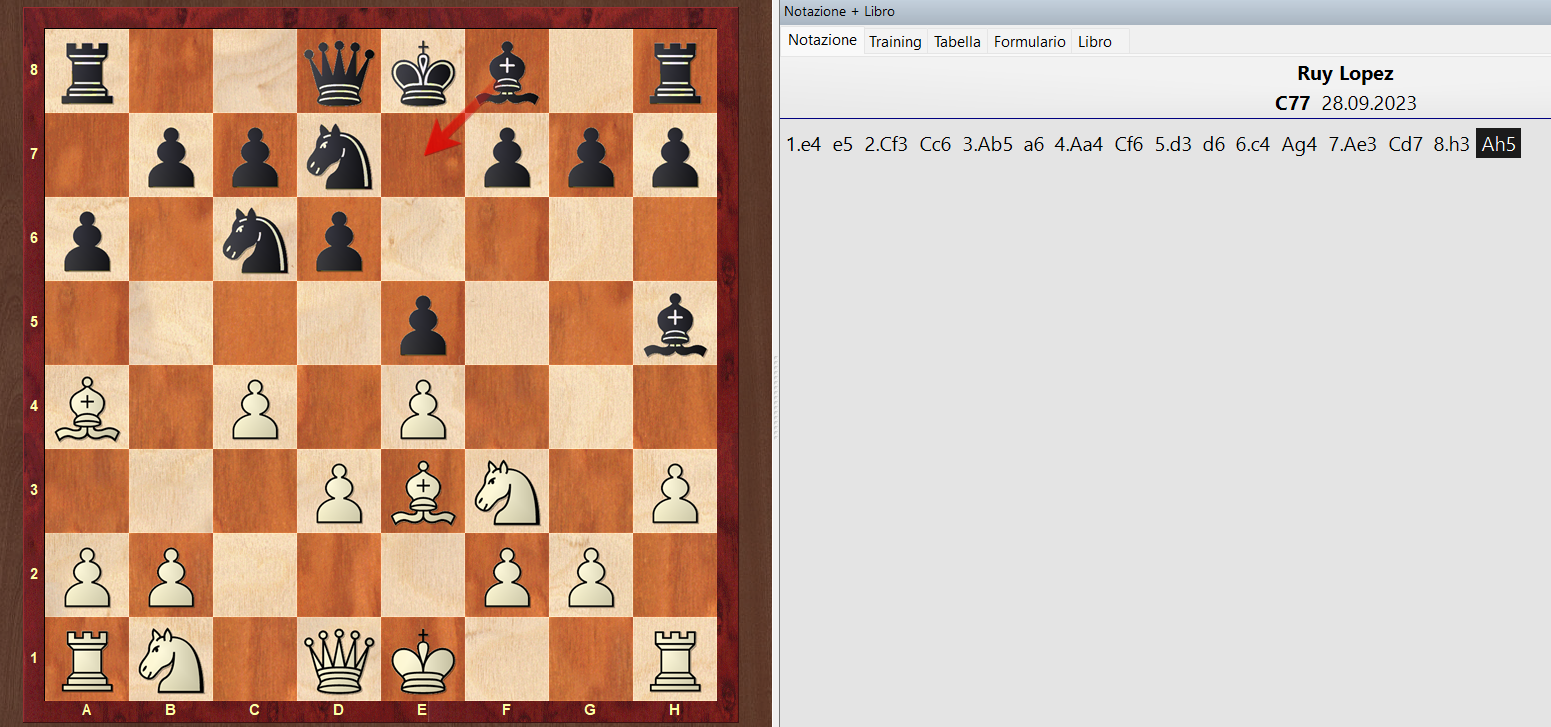 8
7
6
5
4
3
2
1
A B C D E F G H
Notazione + Libro
Notazione Training Tabella Formulario Libro
Ruy Lopez
C77 28.09.2023
1.e4 e5 2.Cf3 Cc6 3.Ab5 a6 4.Aa4 Cf6 5.d3 d6 6.c4 Ag4 7.Ae3 Cd7 8.h3 Ah5